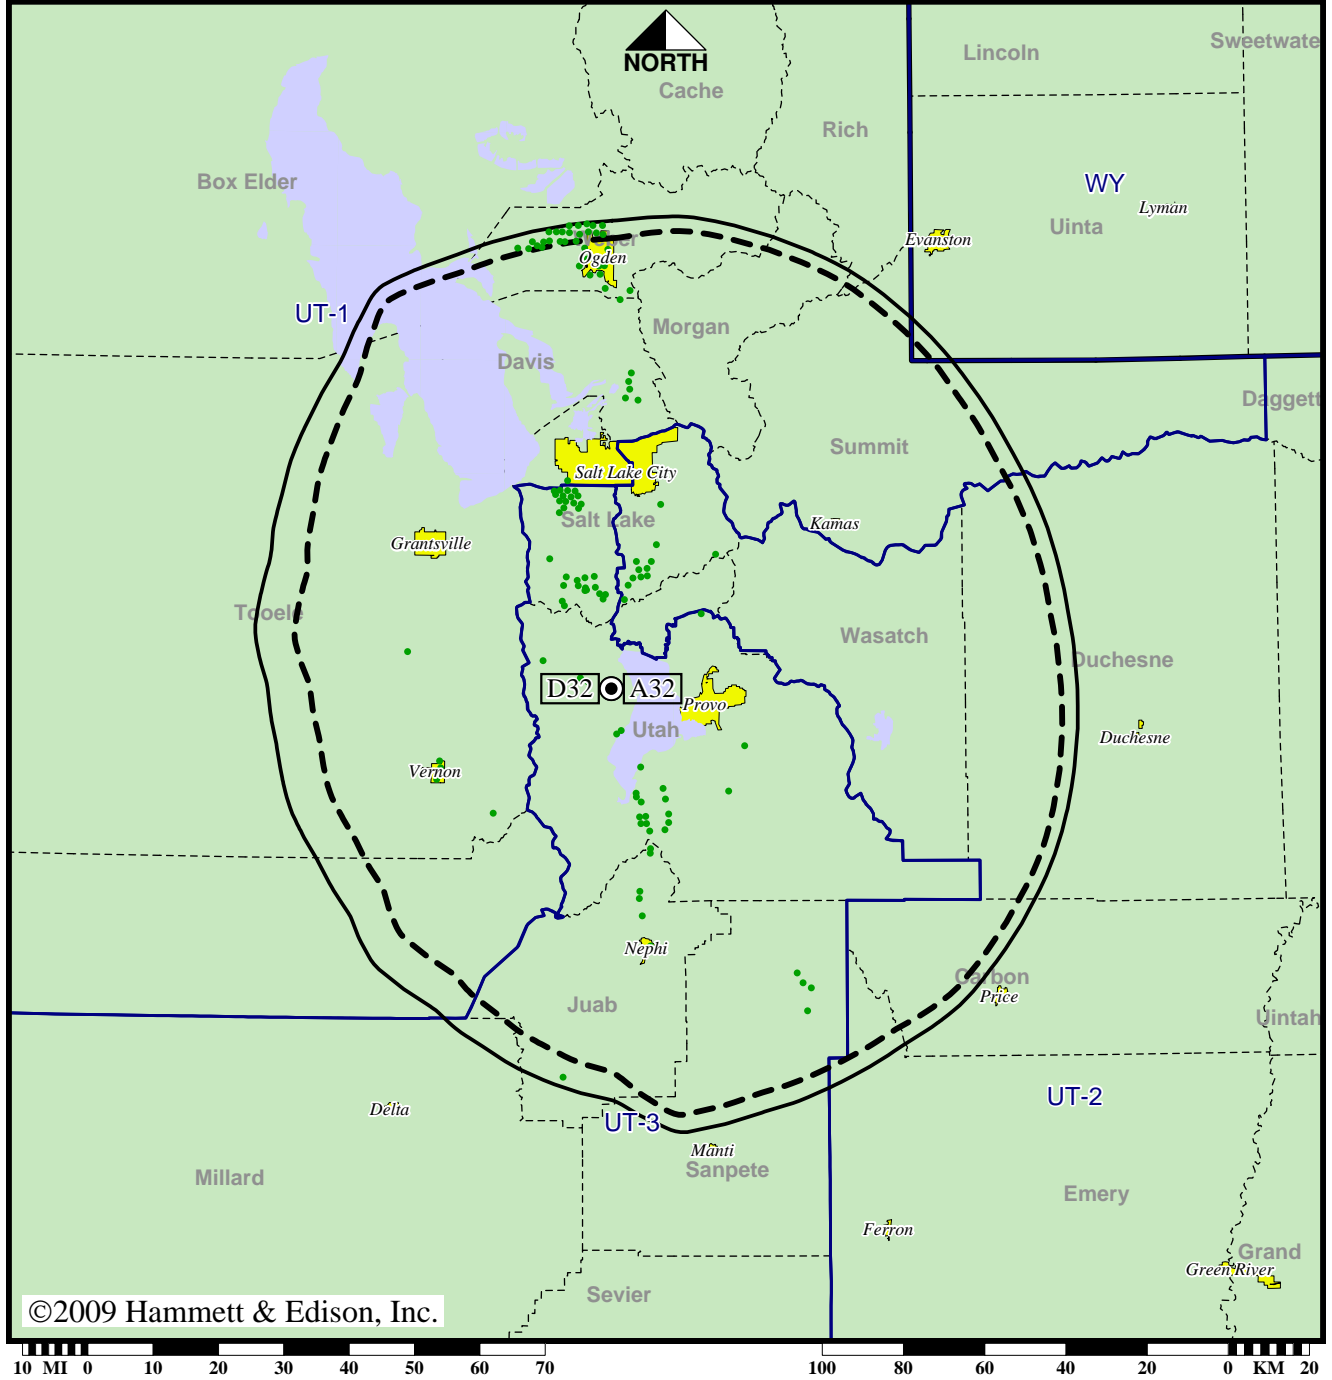 NORTH
Lincoln
Sweetwate
Cache
Rich
Box Elder
WY
Lyman
Uinta
Weber
Evanston
Ogden
UT-1
Morgan
Davis
Daggett
Summit
Salt Lake City
Salt Lake
Kamas
Grantsville
Tooele
Wasatch
Duchesne
D32
A32
Provo
Utah
Duchesne
Vernon
Nephi
Carbon
Price
Juab
Uintah
UT-2
Delta
UT-3
Manti
Sanpete
Millard
Emery
Ferron
Grand
Green River
Sevier
©2009 Hammett & Edison, Inc.
10 MI 0 10 20 30 40 50 60 70 100 80 60 40 20 0 KM 20